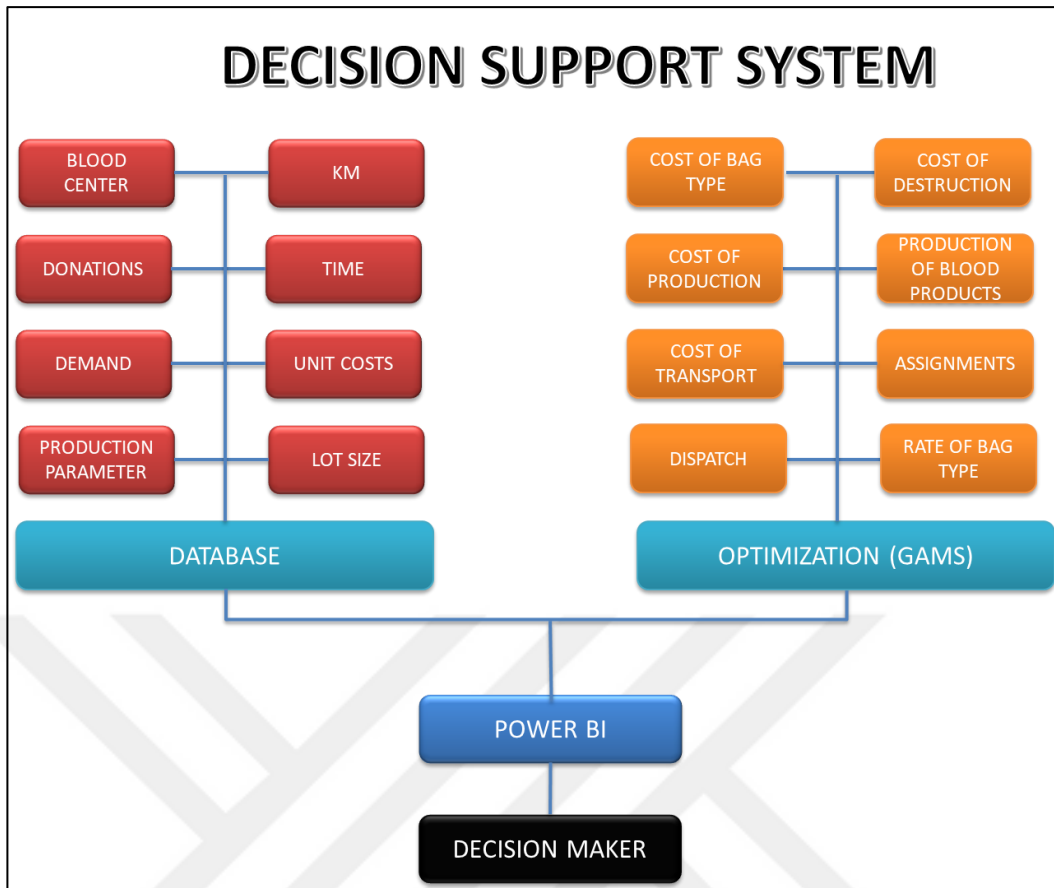 DECISION SUPPORT SYSTEM
BLOOD
CENTER
KM
DONATIONS
TIME
DEMAND
UNIT COSTS
PRODUCTION
PARAMETER
LOT SIZE
DATABASE
COST OF BAG
TYPE
COST OF
DESTRUCTION
COST OF
PRODUCTION
PRODUCTION
OF BLOOD
PRODUCTS
COST OF
TRANSPORT
ASSIGNMENTS
DISPATCH
RATE OF BAG
TYPE
OPTIMIZATION (GAMS)
POWER BI
DECISION MAKER